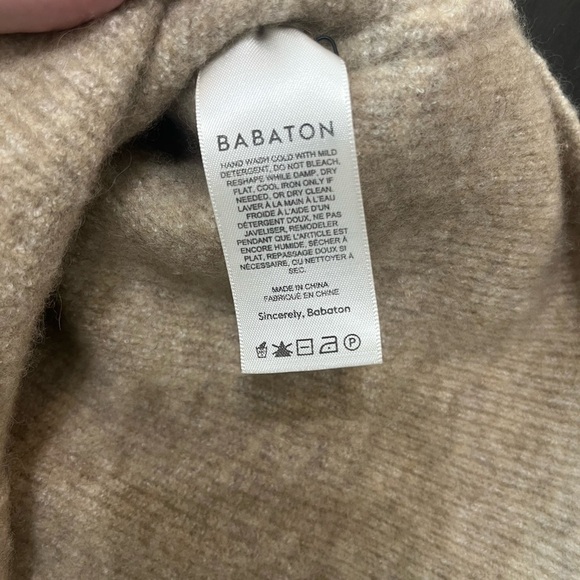 BABATON
HAND WASH COLD WITH MILD
DETERGENT, DO NOT BLEACH,
RESHAPE WHILE DAMP, DRY
FLAT, COOL IRON ONLY IF
NEEDED, OR DRY CLEAN.
LAVER À LA MAIN À L'EAU
FROIDE À L'AIDE D'UN
DÉTERGENT DOUX, NE PAS
JAVELISER, REMODELER
PENDANT QUE L'ARTICLE EST
ENCORE HUMIDE, SÉCHER À
PLAT, REPASSAGE DOUX SI
NÉCESSAIRE, OU NETTOYER À
SEC.
MADE IN CHINA
FABRIQUÉ EN CHINE
Sincerely, Babaton
P